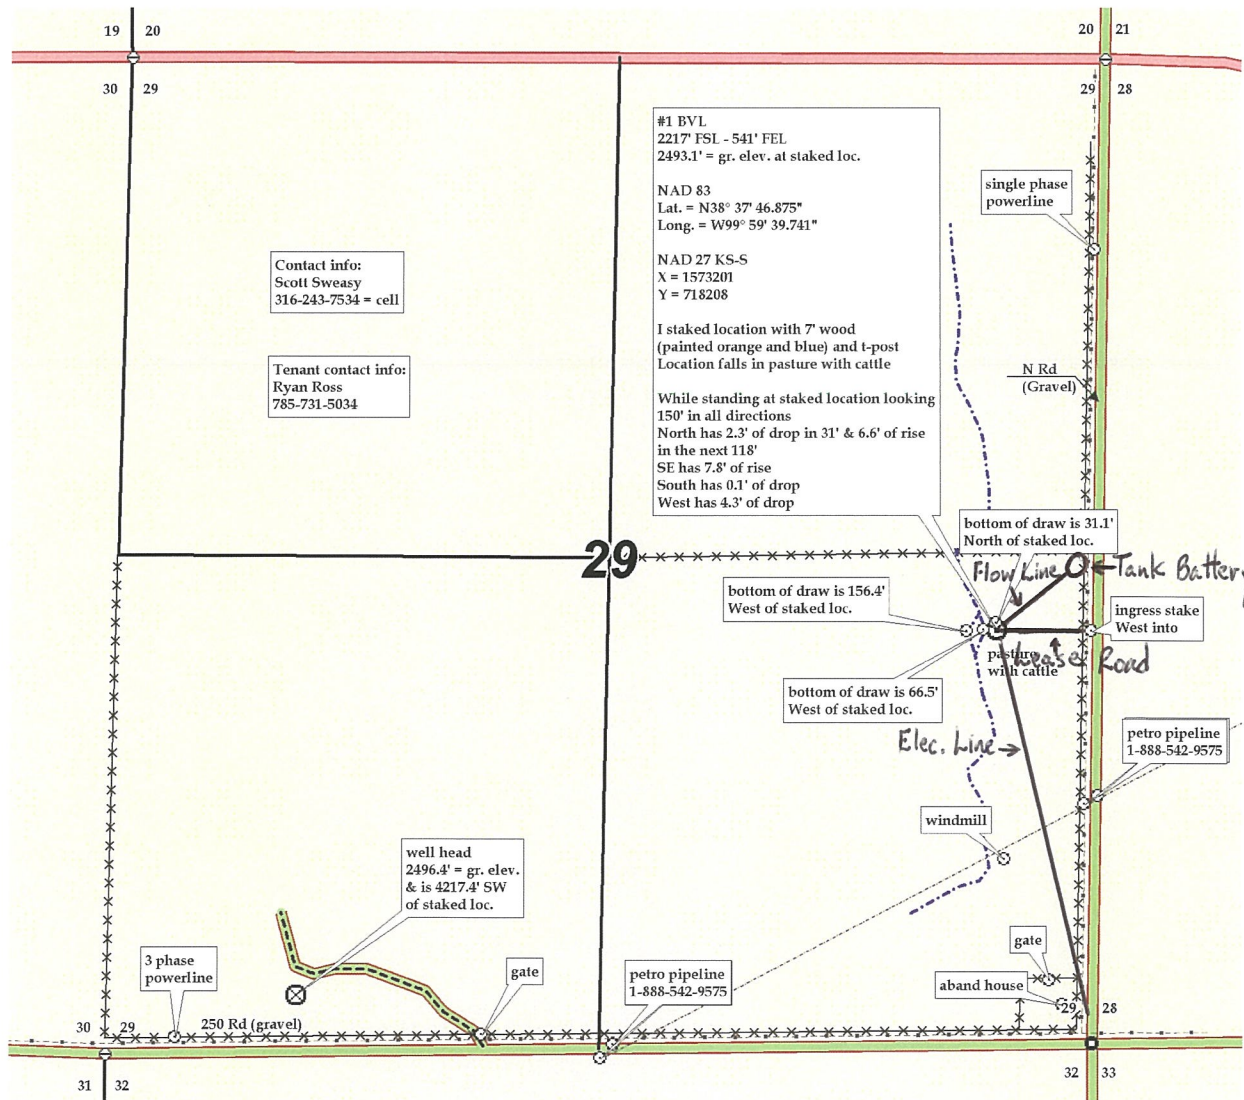 19 20
20 21
30 29
29 28
#1 BVL
2217' FSL - 541' FEL
2493.1' = gr. elev. at staked loc.
NAD 83
Lat. = N38° 37' 46.875"
Long. = W99° 59' 39.741"
NAD 27 KS-S
X = 1573201
Y = 718208
I staked location with 7' wood
(painted orange and blue) and t-post
Location falls in pasture with cattle
While standing at staked location looking
150' in all directions
North has 2.3' of drop in 31' & 6.6' of rise
in the next 118'
SE has 7.8' of rise
South has 0.1' of drop
West has 4.3' of drop
single phase
powerline
Contact info:
Scott Sweasy
316-243-7534 = cell
Tenant contact info:
Ryan Ross
785-731-5034
N Rd
(Gravel)
bottom of draw is 31.1'
North of staked loc.
29
Flow Line
Tank Battery
bottom of draw is 156.4'
West of staked loc.
ingress stake
West into
pasture
with cattle
Lease Road
bottom of draw is 66.5'
West of staked loc.
Elec. Line
petro pipeline
1-888-542-9575
windmill
well head
2496.4' = gr. elev.
& is 4217.4' SW
of staked loc.
3 phase
powerline
gate
petro pipeline
1-888-542-9575
gate
aband house
30 29
250 Rd (gravel)
29 28
31 32
32 33